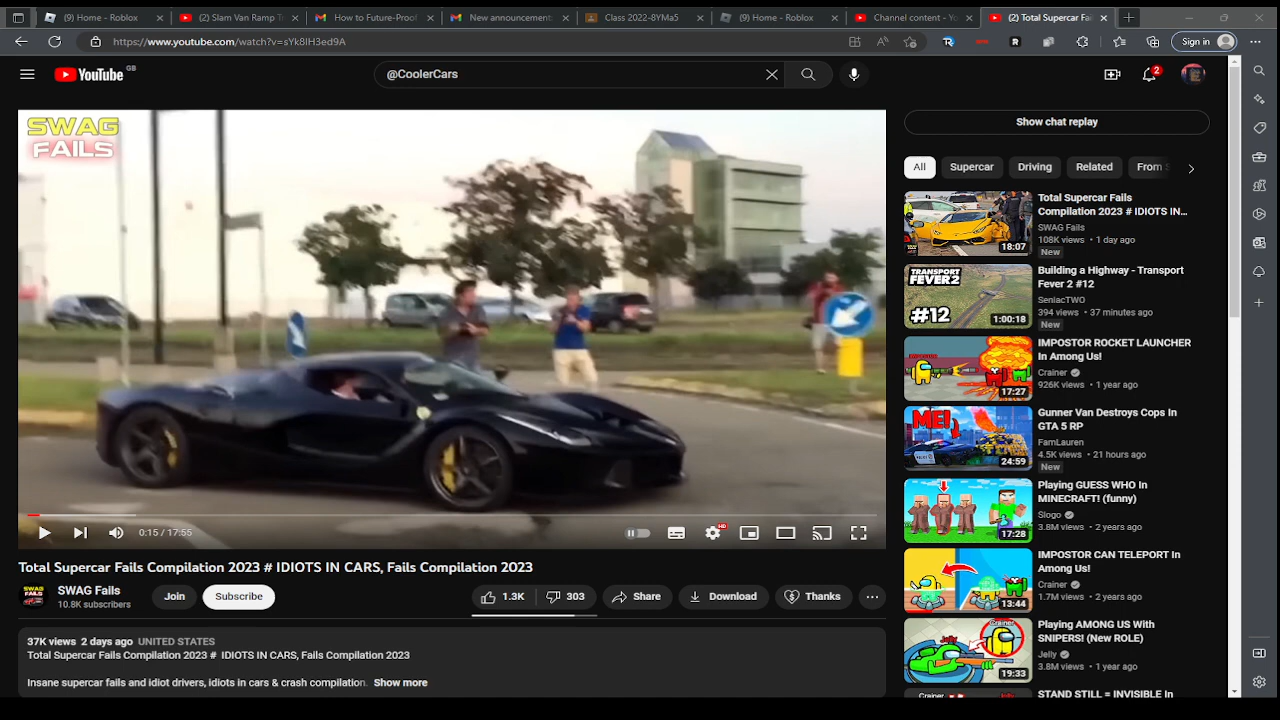 (9) Home - Roblox
(2) Slam Van Ramp T
How to Future-Proof
New announcement
Class 2022-8YMa5
(9) Home - Roblox
Channel content - Yo
(2) Total Supercar Fai
https://www.youtube.com/watch?v=sYk8IH3ed9A
Sign in
YouTube GB
@CoolerCars
2
SWAG
FAILS
0:15 / 17:55
HD
Total Supercar Fails Compilation 2023 # IDIOTS IN CARS, Fails Compilation 2023
SWAG Fails
10.8K subscribers
Join
Subscribe
1.3K
303
Share
Download
Thanks
37K views 2 days ago UNITED STATES
Total Supercar Fails Compilation 2023 # IDIOTS IN CARS, Fails Compilation 2023
Insane supercar fails and idiot drivers, idiots in cars & driving compilation. Show more
Show chat replay
All
Supercar
Driving
Related
From
18:07
Total Supercar Fails
Compilation 2023 # IDIOTS IN...
SWAG Fails
108K views • 1 day ago
New
TRANSPORT
FEVER2
#12
1:00:18
Building a Highway - Transport
Fever 2 #12
SeniacTWO
394 views • 37 minutes ago
New
17:27
IMPOSTOR ROCKET LAUNCHER
In Among Us!
Crainer
926K views • 1 year ago
ME!
24:59
Gunner Van Destroys Cops In
GTA 5 RP
FamLauren
4.5K views • 21 hours ago
New
17:28
Playing GUESS WHO In
MINECRAFT! (funny)
Slogo
3.8M views • 2 years ago
13:44
IMPOSTOR CAN TELEPORT In
Among Us!
Crainer
1.7M views • 2 years ago
Crainer
Jelly
19:33
Playing AMONG US With
SNIPERS! (New ROLE)
Jelly
3.8M views • 1 year ago
Crainer
STAND STILL = INVISIBLE In